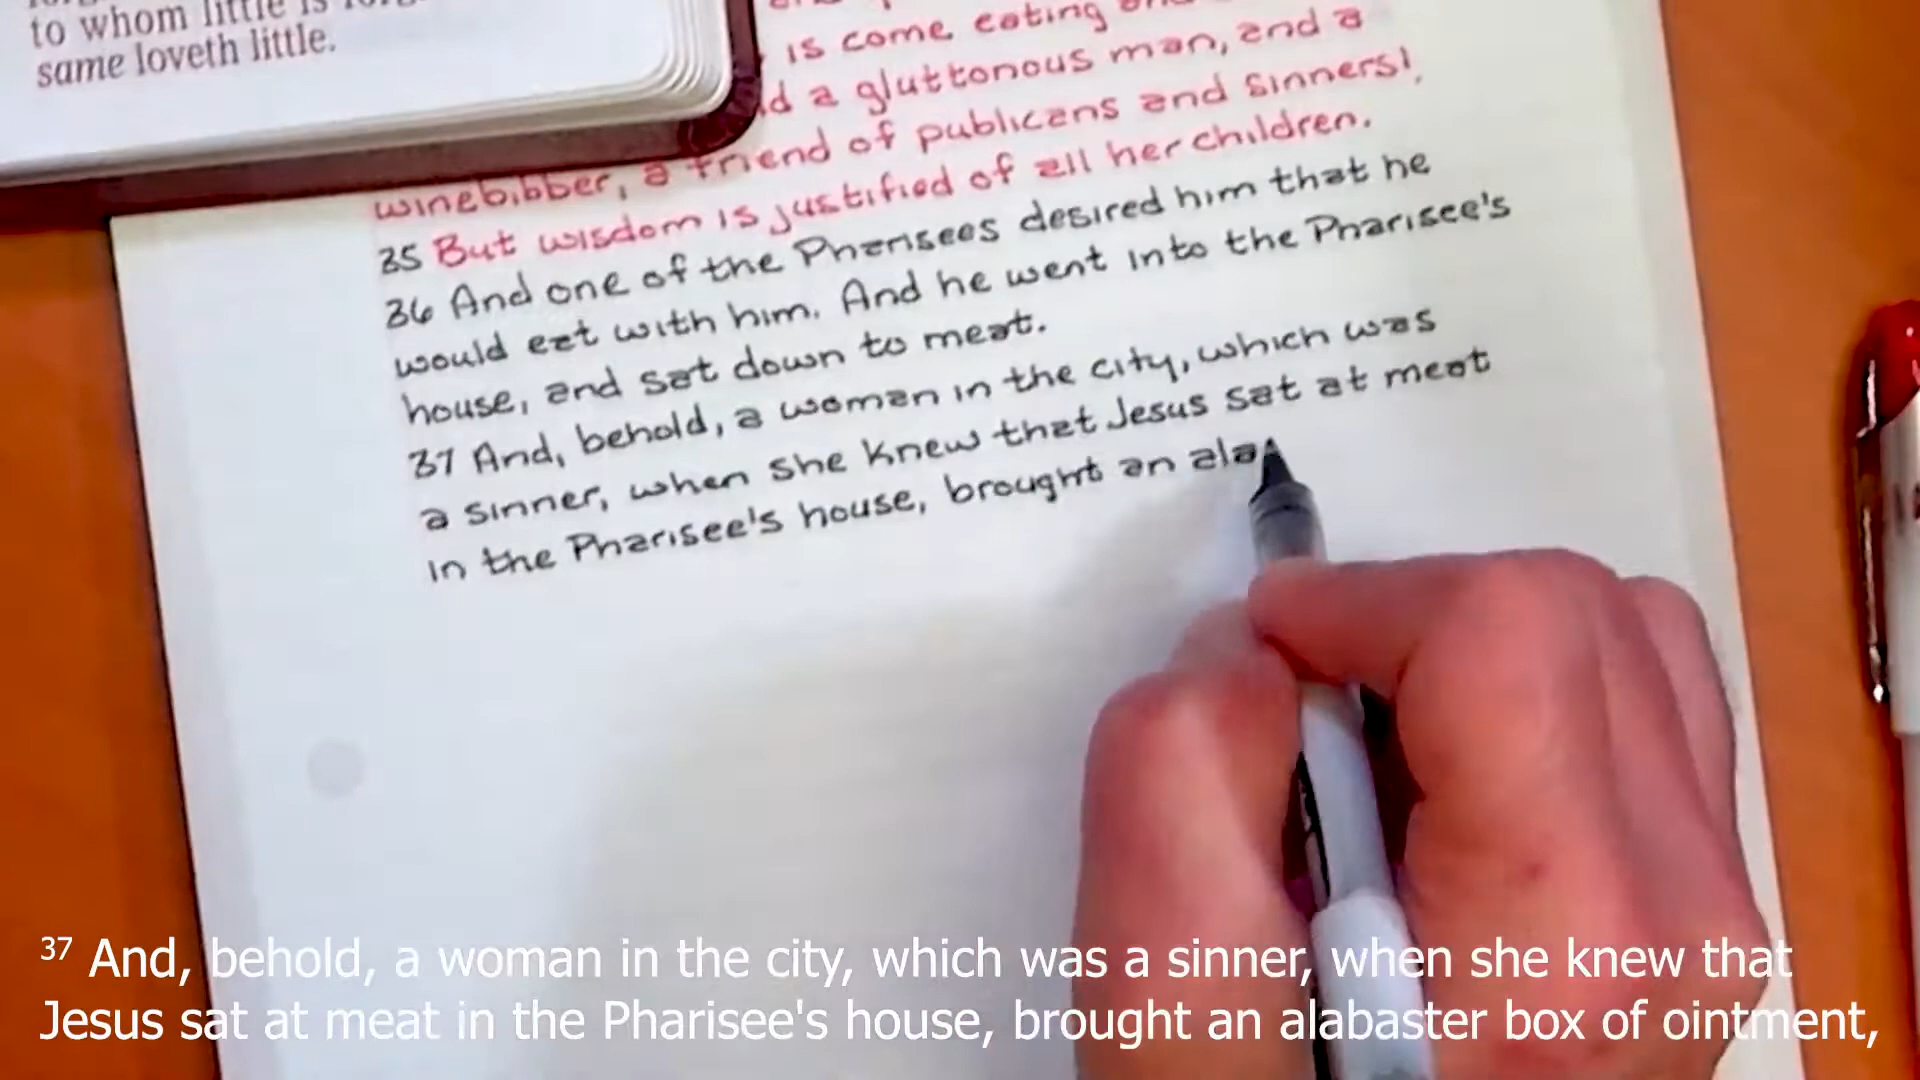 to whom little is
same loveth little.
is come eating
a gluttonous man, and a
winebibber, a friend of publicans and sinners!,
35 But wisdom is justified of all her children.
36 And one of the Pharisees desired him that he
would eat with him. And he went into the Pharisee's
house, and sat down to meat.
37 And, behold, a woman in the city, which was
a sinner, when she knew that Jesus sat at meat
in the Pharisee's house, brought an ala
37 And, behold, a woman in the city, which was a sinner, when she knew that
Jesus sat at meat in the Pharisee's house, brought an alabaster box of ointment,